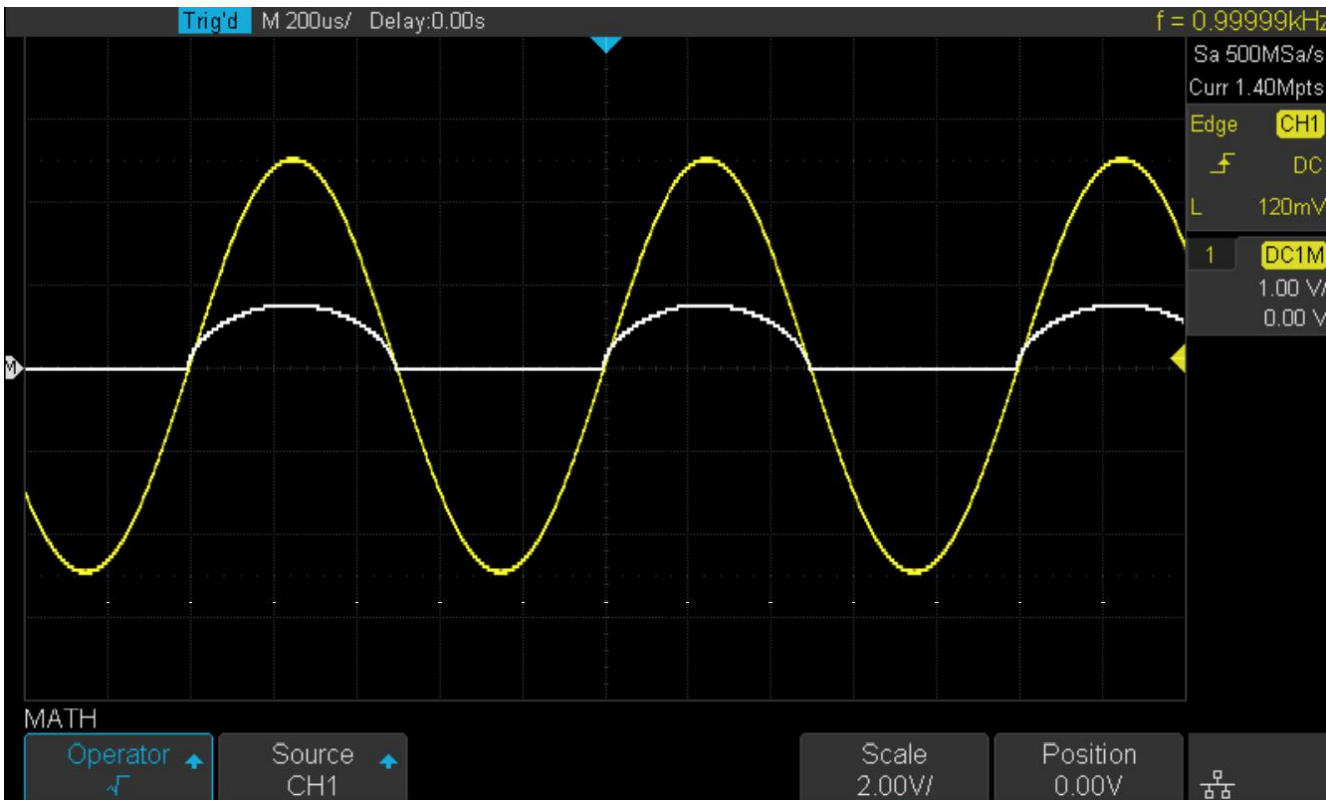 Trig'd M 200us/ Delay:0.00s f = 0.99999kHz
Sa 500MSa/s
Curr 1.40Mpts
Edge CH1
DC
L 120mV
1 DC1M
1.00 V/
0.00 V
M
MATH
Operator Source Scale Position
√ CH1 2.00V/ 0.00V